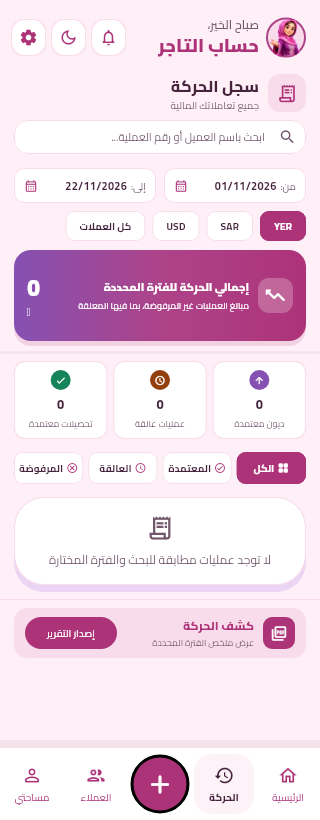 صباح الخير،
حساب التاجر
سجل الحركة
جميع تعاملاتك المالية
ابحث باسم العميل أو رقم العملية...
من: 01/11/2026
إلى: 22/11/2026
YER
SAR
USD
كل العملات
إجمالي الحركة للفترة المحددة
مبالغ العمليات غير المرفوضة، بما فيها المعلقة
0
0
ديون معتمدة
0
عمليات عالقة
0
تحصيلات معتمدة
الكل
المعتمدة
العالقة
المرفوضة
لا توجد عمليات مطابقة للبحث والفترة المختارة
كشف الحركة
عرض ملخص الفترة المحددة
إصدار التقرير
الرئيسية
الحركة
العملاء
مساحتي